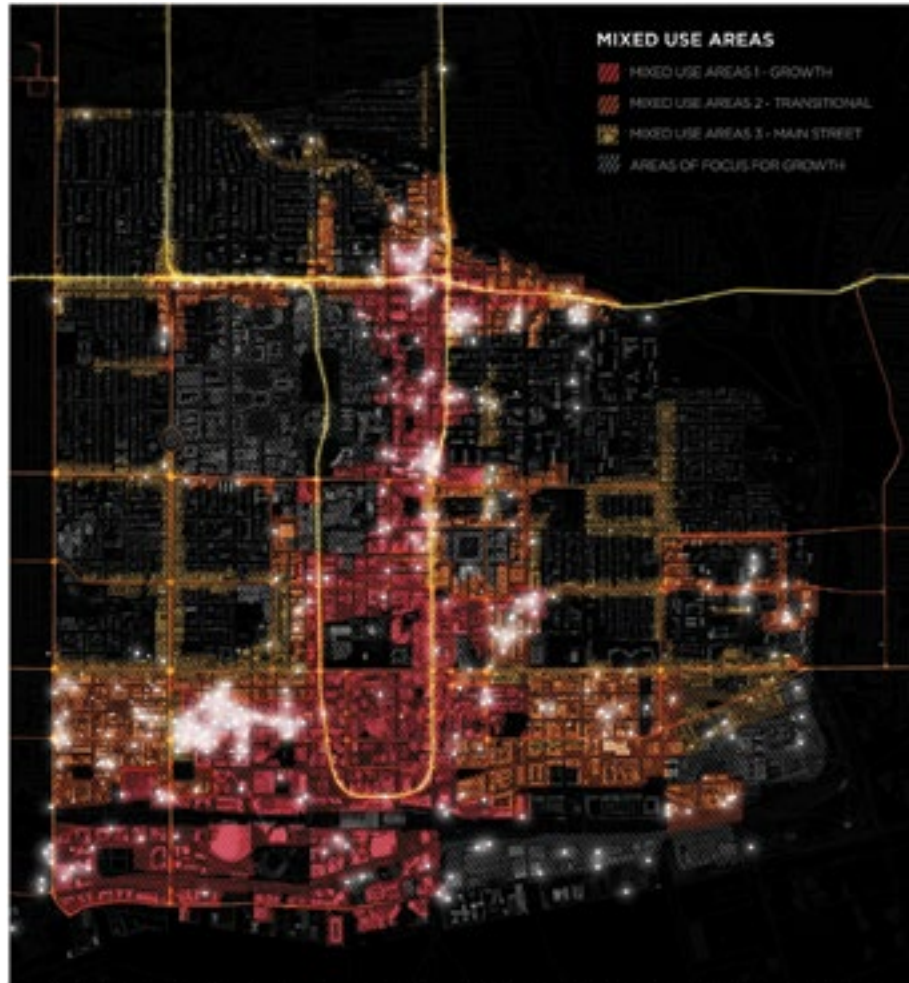 MIXED USE AREAS
MIXED USE AREAS 1 - GROWTH
MIXED USE AREAS 2 - TRANSITIONAL
MIXED USE AREAS 3 - MAIN STREET
AREAS OF FOCUS FOR GROWTH